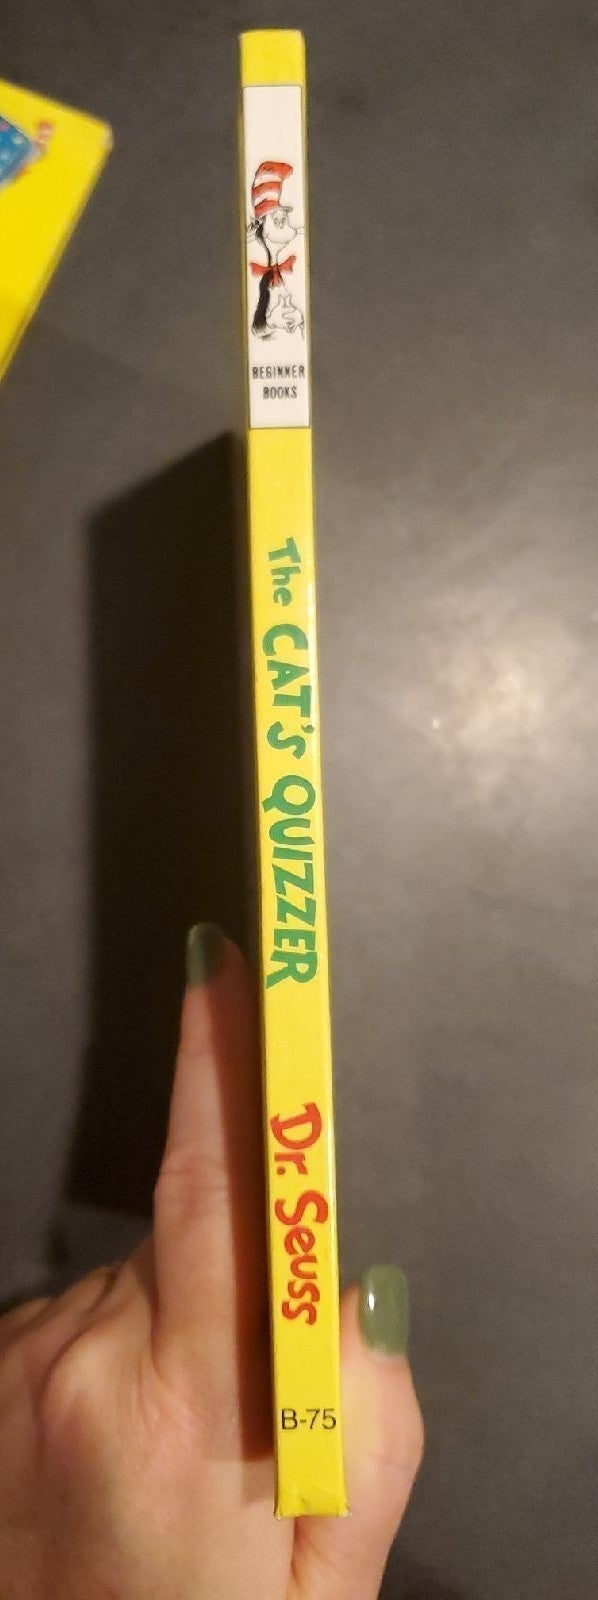 BEGINNER
BOOKS
The CAT'S QUIZZER
Dr. Seuss
B-75